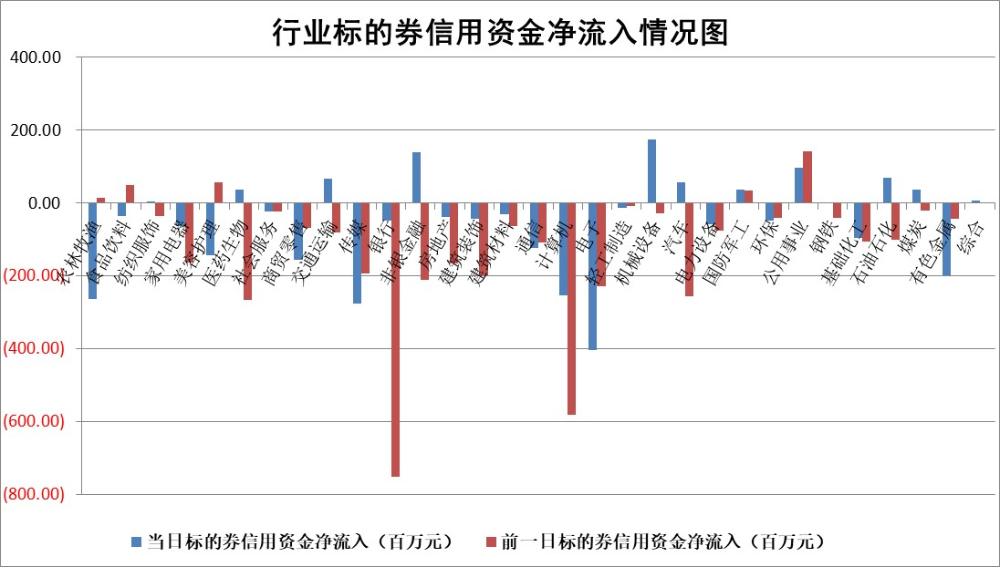 行业标的券信用资金净流入情况图
400.00
200.00
0.00
(200.00)
(400.00)
(600.00)
(800.00)
农林牧渔
食品饮料
纺织服饰
家用电器
美容护理
医药生物
社会服务
商贸零售
交通运输
传媒
银行
非银金融
房地产
建筑装饰
建筑材料
通信
计算机
电子
轻工制造
机械设备
汽车
电力设备
国防军工
环保
公用事业
钢铁
基础化工
石油石化
煤炭
有色金属
综合
当日标的券信用资金净流入（百万元） 前一日标的券信用资金净流入（百万元）